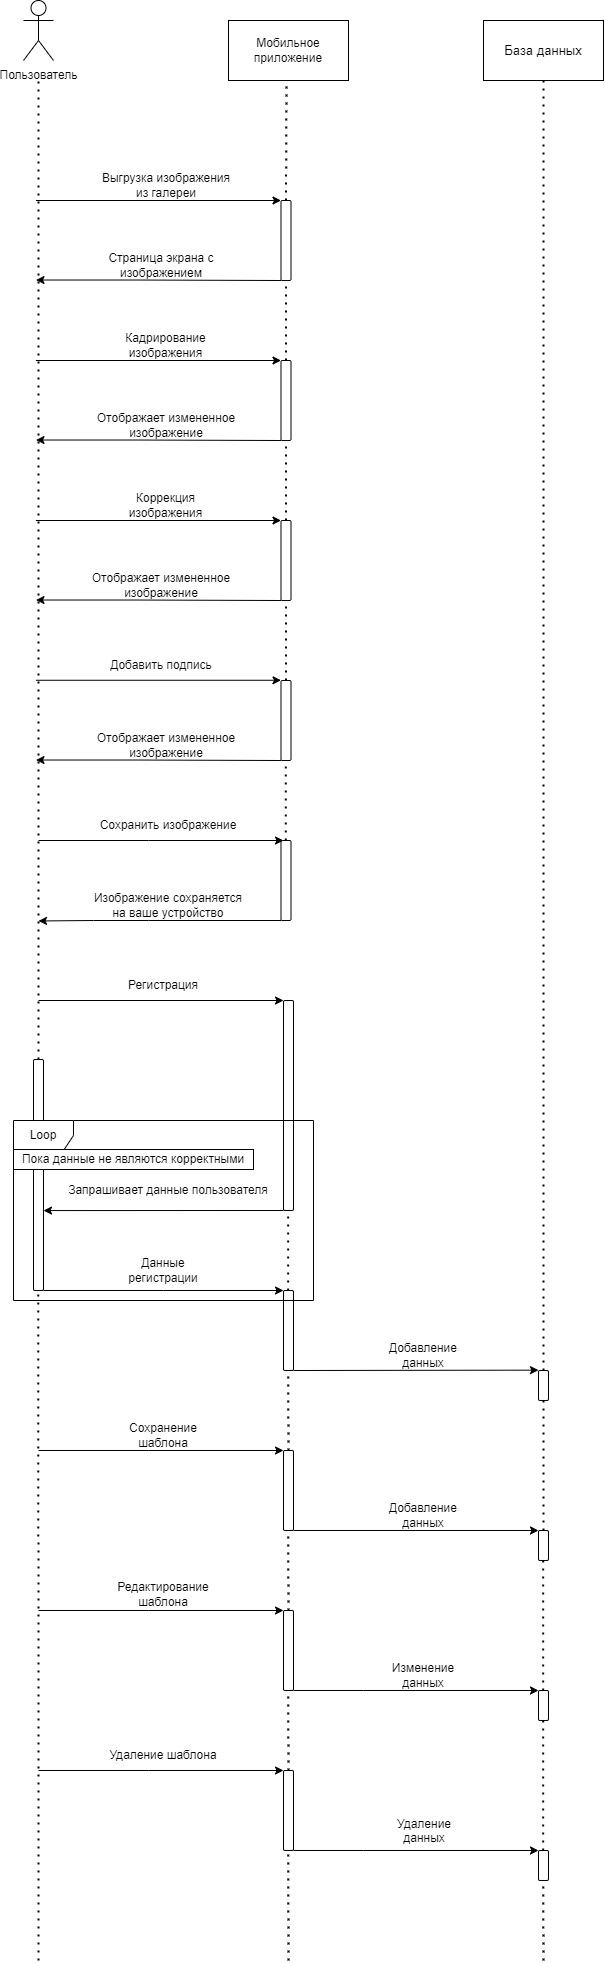 Пользователь
Мобильное
приложение
База данных
Выгрузка изображения
из галереи
Страница экрана с
изображением
Кадрирование
изображения
Отображает измененное
изображение
Коррекция
изображения
Отображает измененное
изображение
Добавить подпись
Отображает измененное
изображение
Сохранить изображение
Изображение сохраняется
на ваше устройство
Регистрация
Loop
Пока данные не являются корректными
Запрашивает данные пользователя
Данные
регистрации
Добавление
данных
Сохранение
шаблона
Добавление
данных
Редактирование
шаблона
Изменение
данных
Удаление шаблона
Удаление
данных